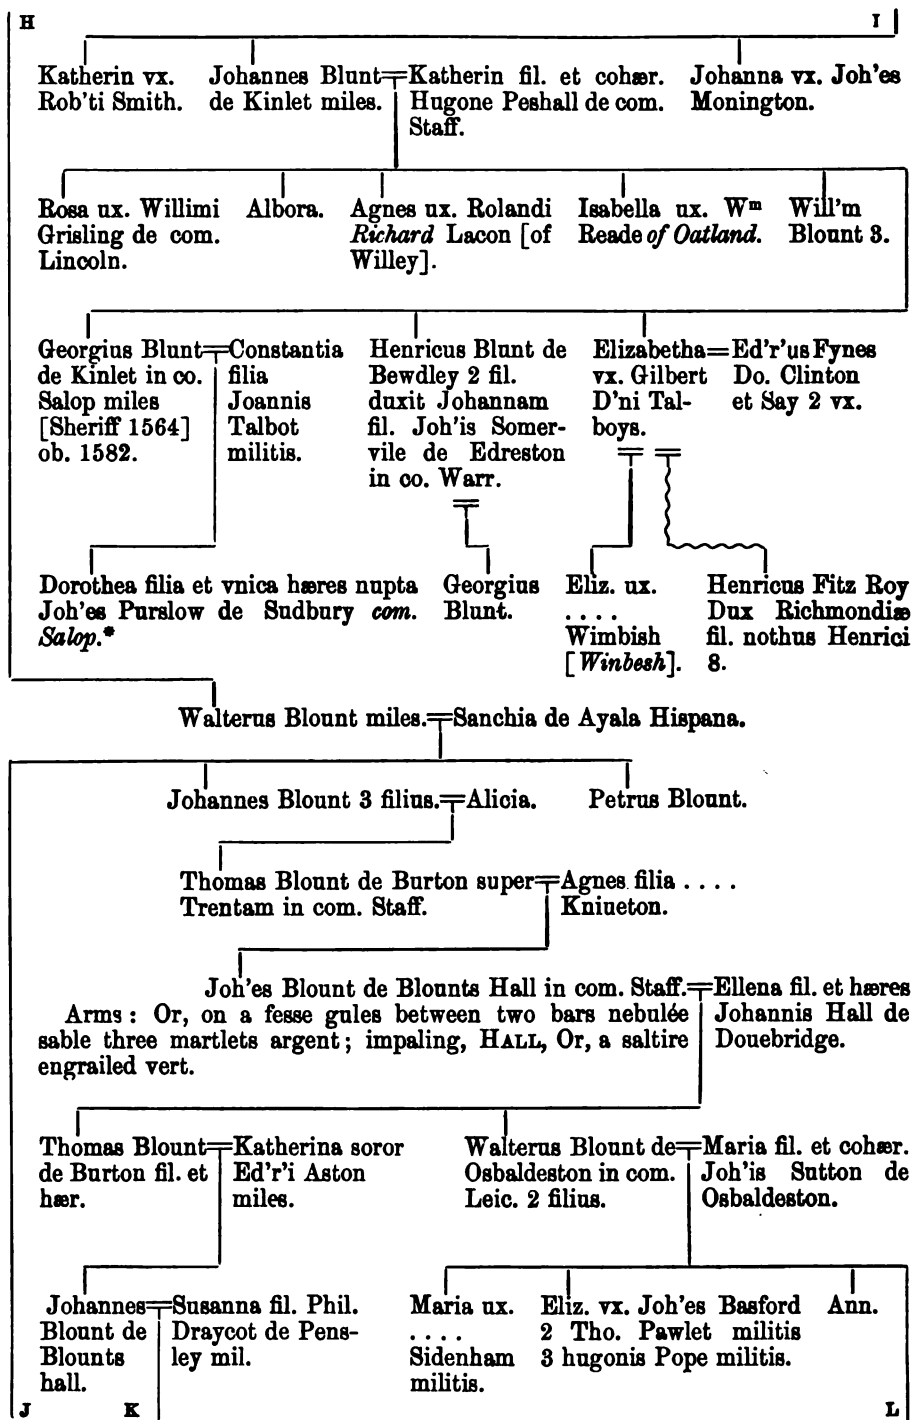 H I
Katherin vx.
Rob'ti Smith.
Johannes Blunt
de Kinlet miles.
Katherin fil. et cohær.
Hugone Peshall de com.
Staff.
Johanna vx. Joh'es
Monington.
Rosa ux. Willimi
Grisling de com.
Lincoln.
Albora.
Agnes ux. Rolandi
Richard Lacon [of
Willey].
Isabella ux. Wm
Reade of Oatland.
Will'm
Blount 3.
Georgius Blunt
de Kinlet in co.
Salop miles
[Sheriff 1564]
ob. 1582.
Constantia
filia
Joannis
Talbot
militis.
Henricus Blunt de
Bewdley 2 fil.
duxit Johannam
fil. Joh'is Somer-
vile de Edreston
in co. Warr.
Elizabetha
vx. Gilbert
D'ni Tal-
boys.
Ed'r'us Fynes
Do. Clinton
et Say 2 vx.
Dorothea filia et vnica hæres nupta
Joh'es Purslow de Sudbury com.
Salop.*
Georgius
Blunt.
Eliz. ux.
. . . .
Wimbish
[Winbesh].
Henricus Fitz Roy
Dux Richmondiæ
fil. nothus Henrici
8.
Walterus Blount miles.
Sanchia de Ayala Hispana.
Johannes Blount 3 filius.
Alicia.
Petrus Blount.
Thomas Blount de Burton super
Trentam in com. Staff.
Agnes filia . . . .
Kniueton.
Joh'es Blount de Blounts Hall in com. Staff.
Ellena fil. et hæres
Johannis Hall de
Douebridge.
Arms: Or, on a fesse gules between two bars nebulée
sable three martlets argent; impaling, HALL, Or, a saltire
engrailed vert.
Thomas Blount
de Burton fil. et
hær.
Katherina soror
Ed'r'i Aston
miles.
Walterus Blount de
Osbaldeston in com.
Leic. 2 filius.
Maria fil. et cohær.
Joh'is Sutton de
Osbaldeston.
Johannes
Blount de
Blounts
hall.
Susanna fil. Phil.
Draycot de Pens-
ley mil.
Maria ux.
. . . .
Sidenham
militis.
Eliz. vx. Joh'es Basford
2 Tho. Pawlet militis
3 hugonis Pope militis.
Ann.
J K L